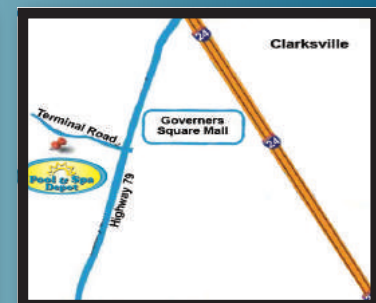 Clarksville
24
Governers
Square Mall
Terminal Road
24
Pool & Spa
Depot
Highway 79